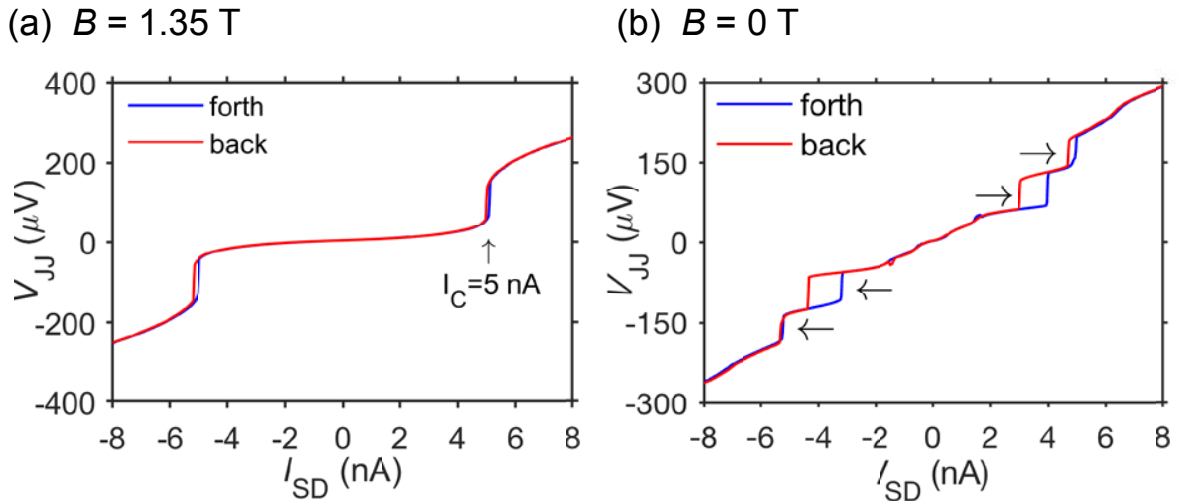 (a) B = 1.35 T
400
200
0
-200
-400
V_JJ (μV)
forth
back
↑
I_C=5 nA
-8 -6 -4 -2 0 2 4 6 8
I_SD (nA)
(b) B = 0 T
300
150
0
-150
-300
V_JJ (μV)
forth
back
-8 -6 -4 -2 0 2 4 6 8
I_SD (nA)